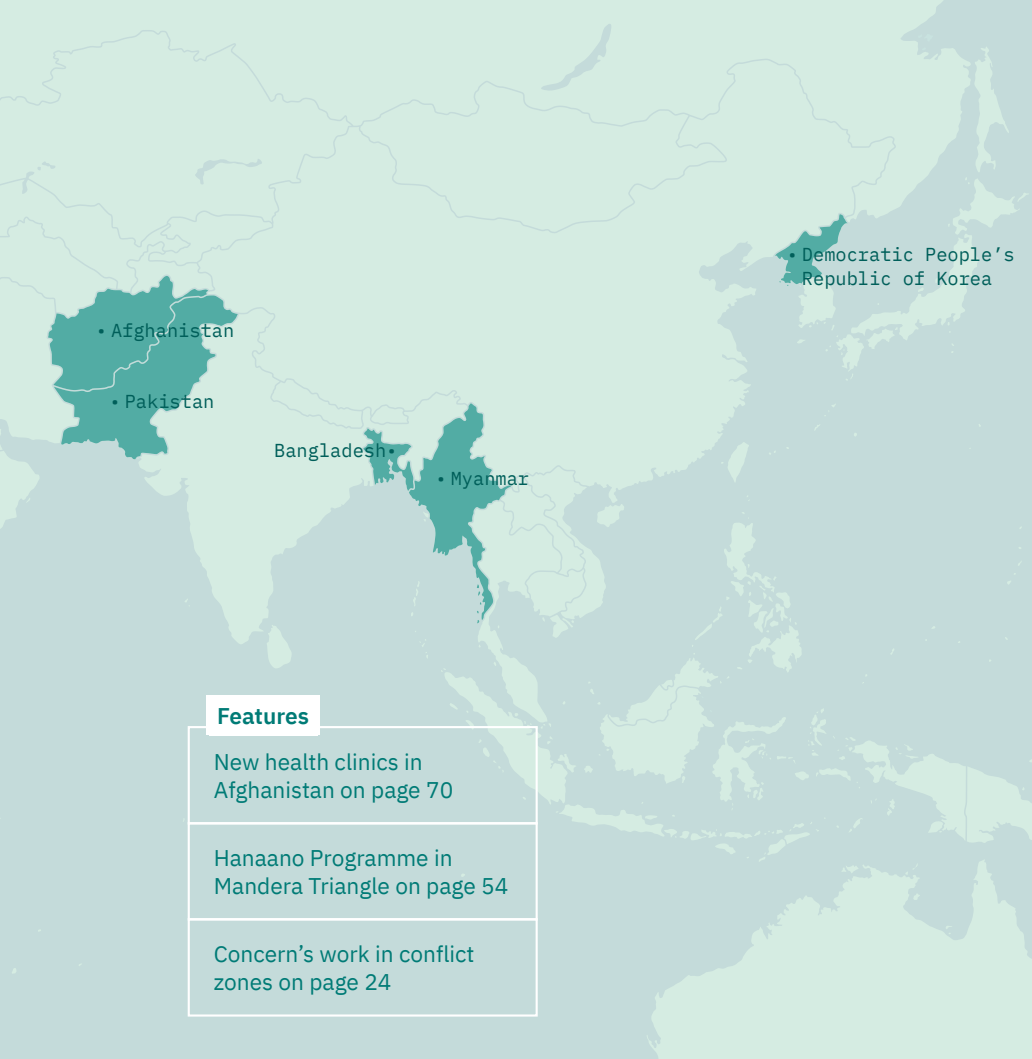 Democratic People’s
Republic of Korea
Afghanistan
Pakistan
Bangladesh
Myanmar
Features
New health clinics in
Afghanistan on page 70
Hanaano Programme in
Mandera Triangle on page 54
Concern’s work in conflict
zones on page 24